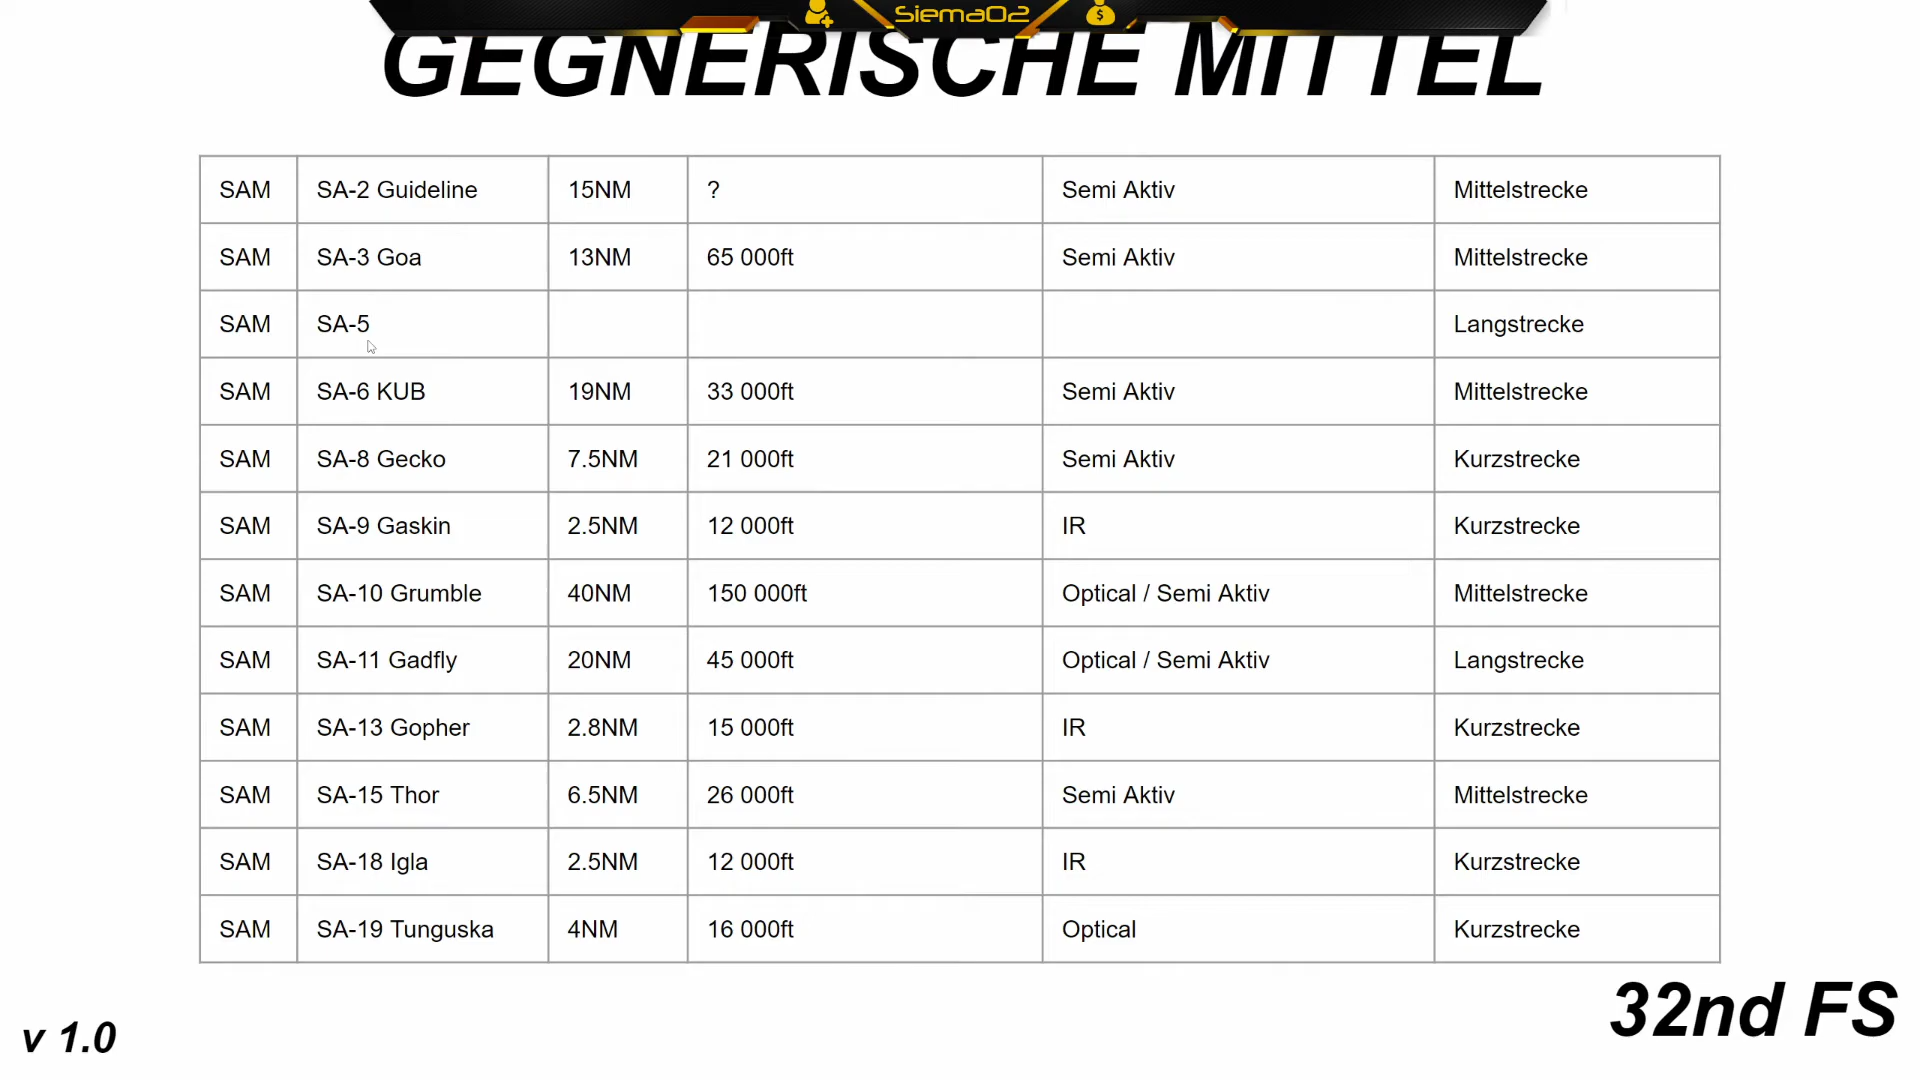 Siema02
GEGNERISCHE MITTEL
SAM SA-2 Guideline 15NM ? Semi Aktiv Mittelstrecke
SAM SA-3 Goa 13NM 65 000ft Semi Aktiv Mittelstrecke
SAM SA-5 Langstrecke
SAM SA-6 KUB 19NM 33 000ft Semi Aktiv Mittelstrecke
SAM SA-8 Gecko 7.5NM 21 000ft Semi Aktiv Kurzstrecke
SAM SA-9 Gaskin 2.5NM 12 000ft IR Kurzstrecke
SAM SA-10 Grumble 40NM 150 000ft Optical / Semi Aktiv Mittelstrecke
SAM SA-11 Gadfly 20NM 45 000ft Optical / Semi Aktiv Langstrecke
SAM SA-13 Gopher 2.8NM 15 000ft IR Kurzstrecke
SAM SA-15 Thor 6.5NM 26 000ft Semi Aktiv Mittelstrecke
SAM SA-18 Igla 2.5NM 12 000ft IR Kurzstrecke
SAM SA-19 Tunguska 4NM 16 000ft Optical Kurzstrecke
32nd FS
v 1.0